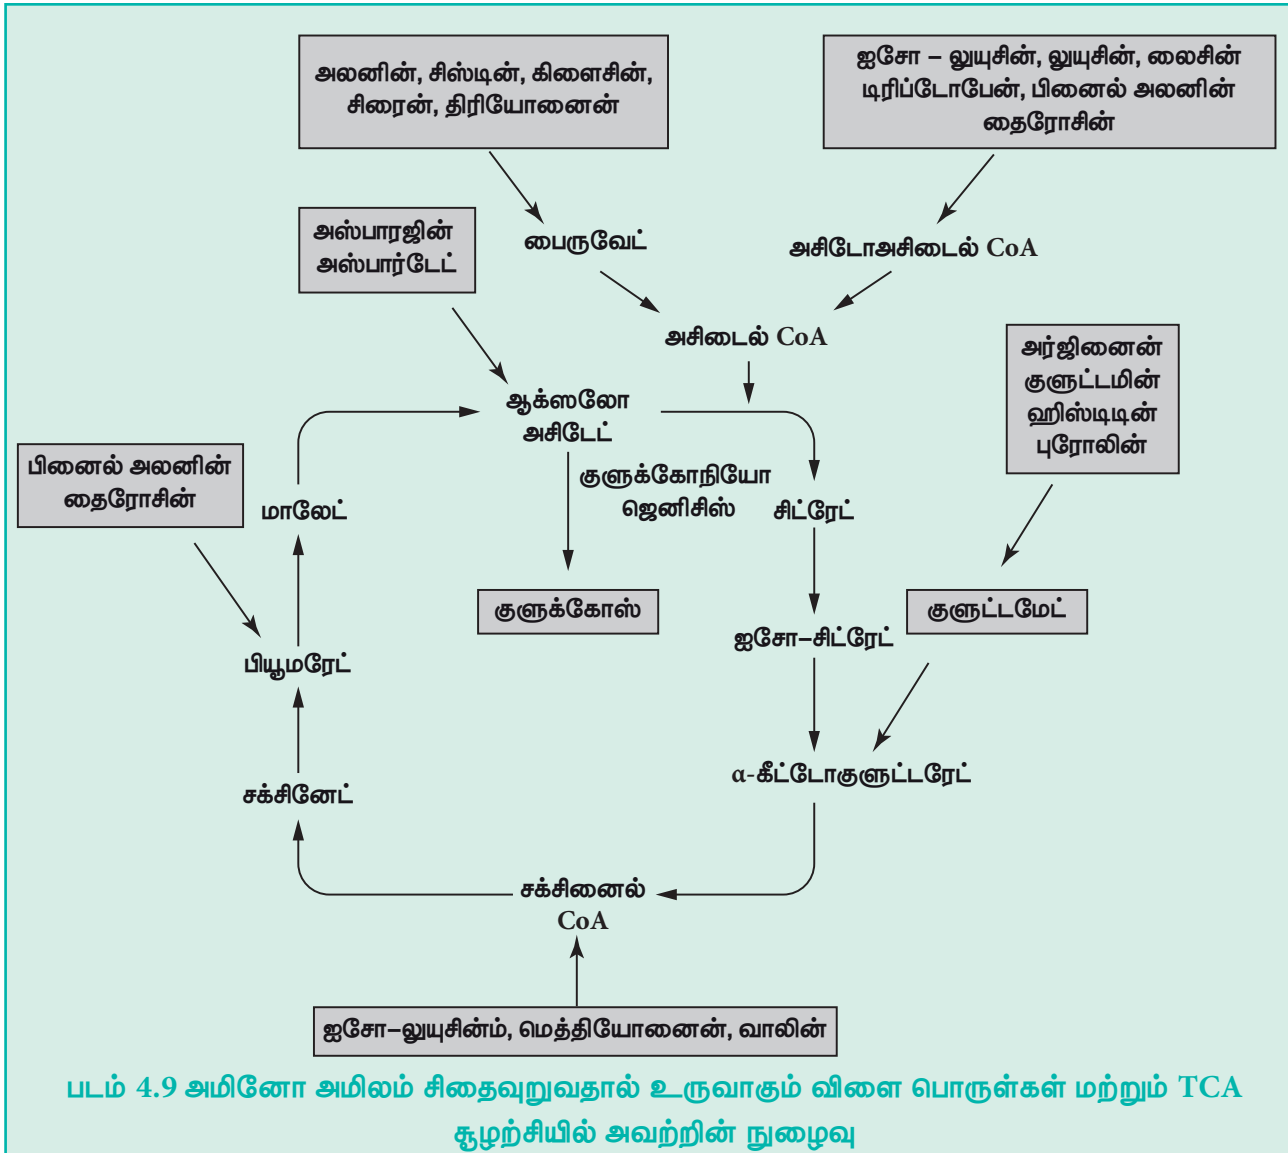 அலனின், சிஸ்டின், கிளைசின்,
சிரைன், திரியோனைன்
ஐசோ – லுயுசின், லுயுசின், லைசின்
டிரிப்டோபேன், பினைல் அலனின்
தைரோசின்
அஸ்பாரஜின்
அஸ்பார்டேட்
பைருவேட்
அசிடோஅசிடைல் CoA
அசிடைல் CoA
அர்ஜினைன்
குளுட்டமின்
ஹிஸ்டிடின்
புரோலின்
ஆக்ஸலோ
அசிடேட்
பினைல் அலனின்
தைரோசின்
குளுக்கோநியோ
ஜெனிசிஸ்
மாலேட்
சிட்ரேட்
குளுக்கோஸ்
குளுட்டமேட்
ஐசோ–சிட்ரேட்
பியூமரேட்
α-கீட்டோகுளுட்டரேட்
சக்சினேட்
சக்சினைல்
CoA
ஐசோ–லுயுசின்ம், மெத்தியோனைன், வாலின்
படம் 4.9 அமினோ அமிலம் சிதைவுறுவதால் உருவாகும் விளை பொருள்கள் மற்றும் TCA
சூழற்சியில் அவற்றின் நுழைவு